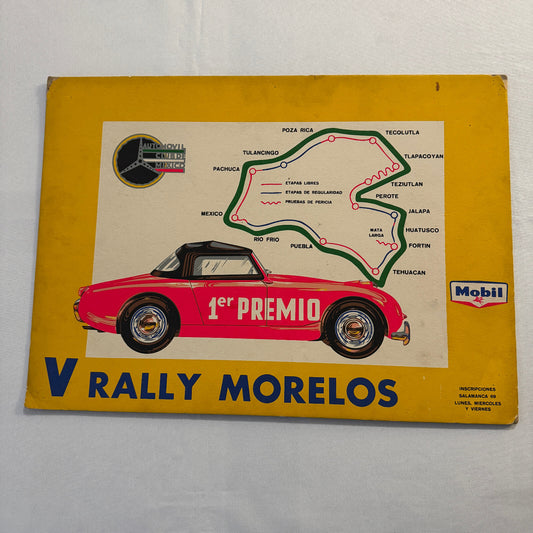 AUTOMOVIL
CLUB DE
MEXICO
POZA RICA
TECOLUTLA
TULANCINGO
TLAPACOYAN
PACHUCA
TEZIUTLAN
ETAPAS LIBRES
ETAPAS DE REGULARIDAD
PRUEBAS DE PERICIA
PEROTE
MEXICO
JALAPA
HUATUSCO
MATA
LARGA
RIO FRIO
PUEBLA
FORTIN
TEHUACAN
1er PREMIO
Mobil
V RALLY MORELOS
INSCRIPCIONES
SALAMANCA 69
LUNES, MIERCOLES
Y VIERNES